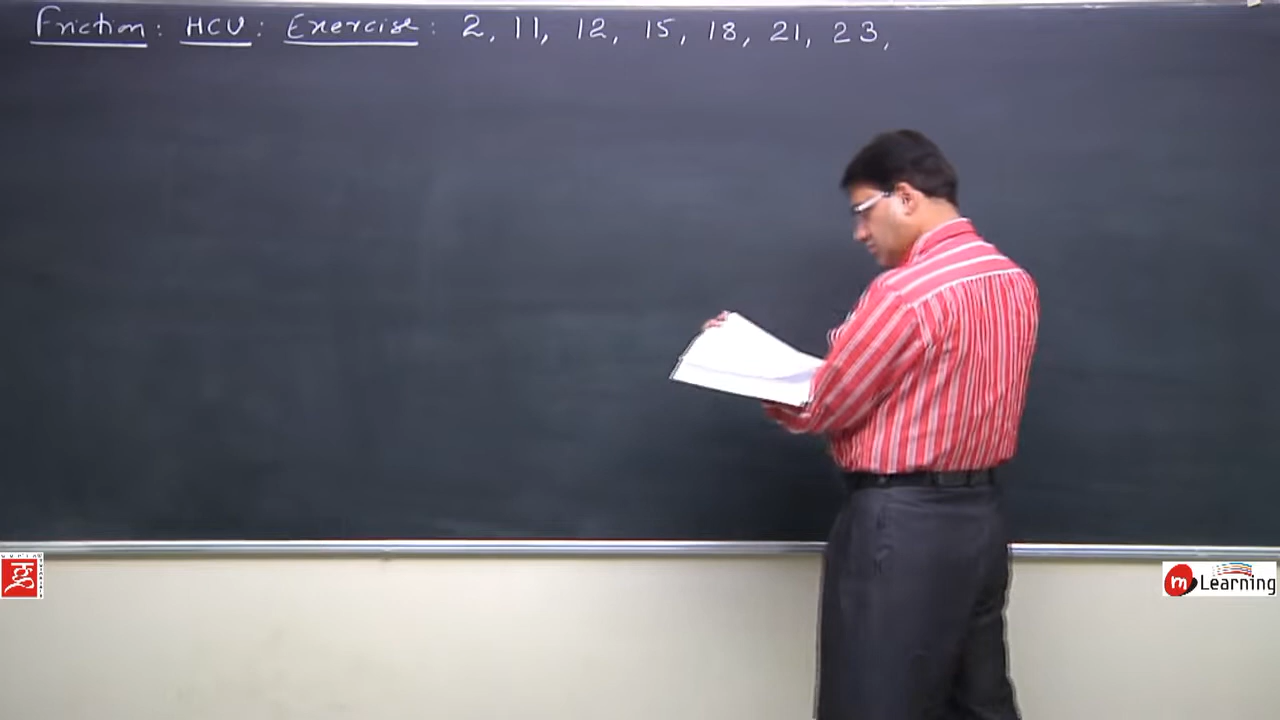 Friction : HCV : Exercise : 2, 11, 12, 15, 18, 21, 23,
m Learning